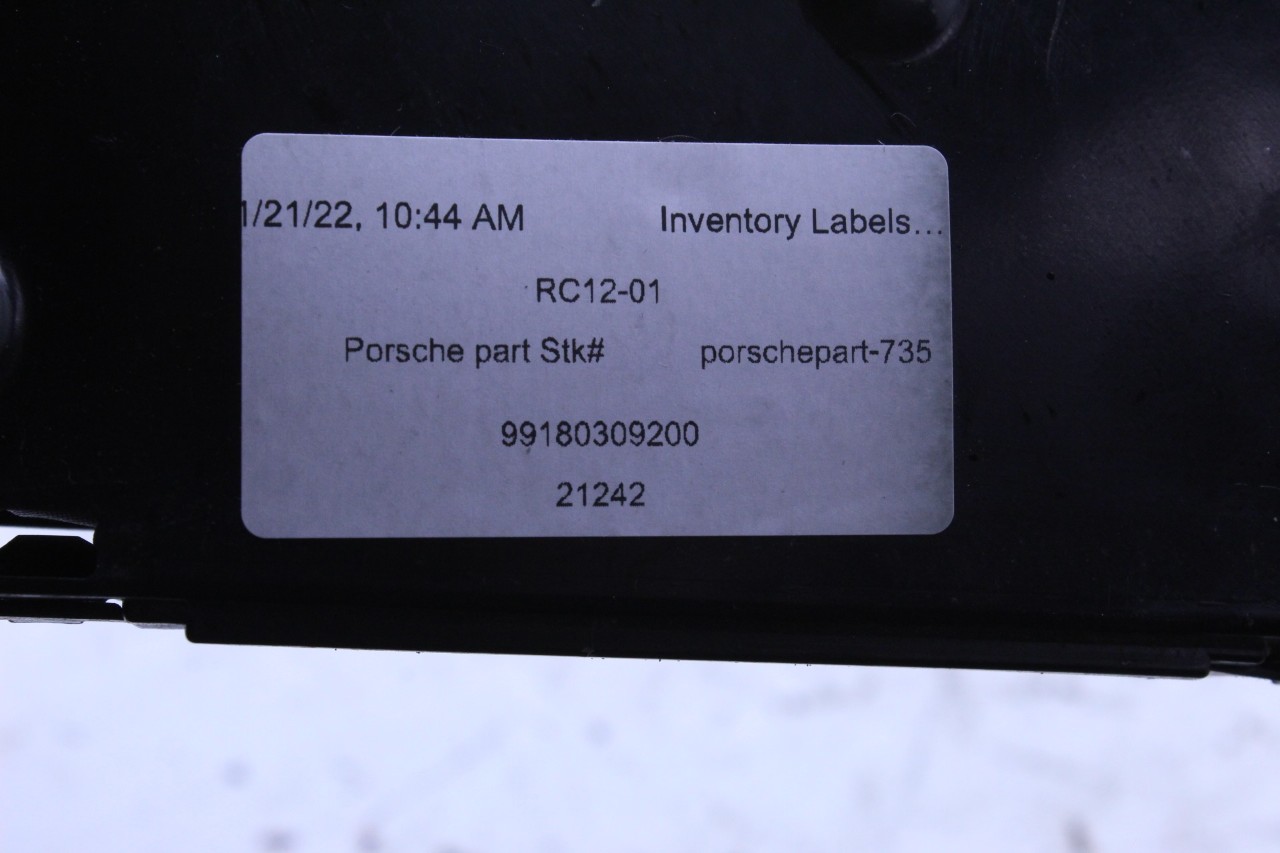 1/21/22, 10:44 AM Inventory Labels...
RC12-01
Porsche part Stk# porschepart-735
99180309200
21242